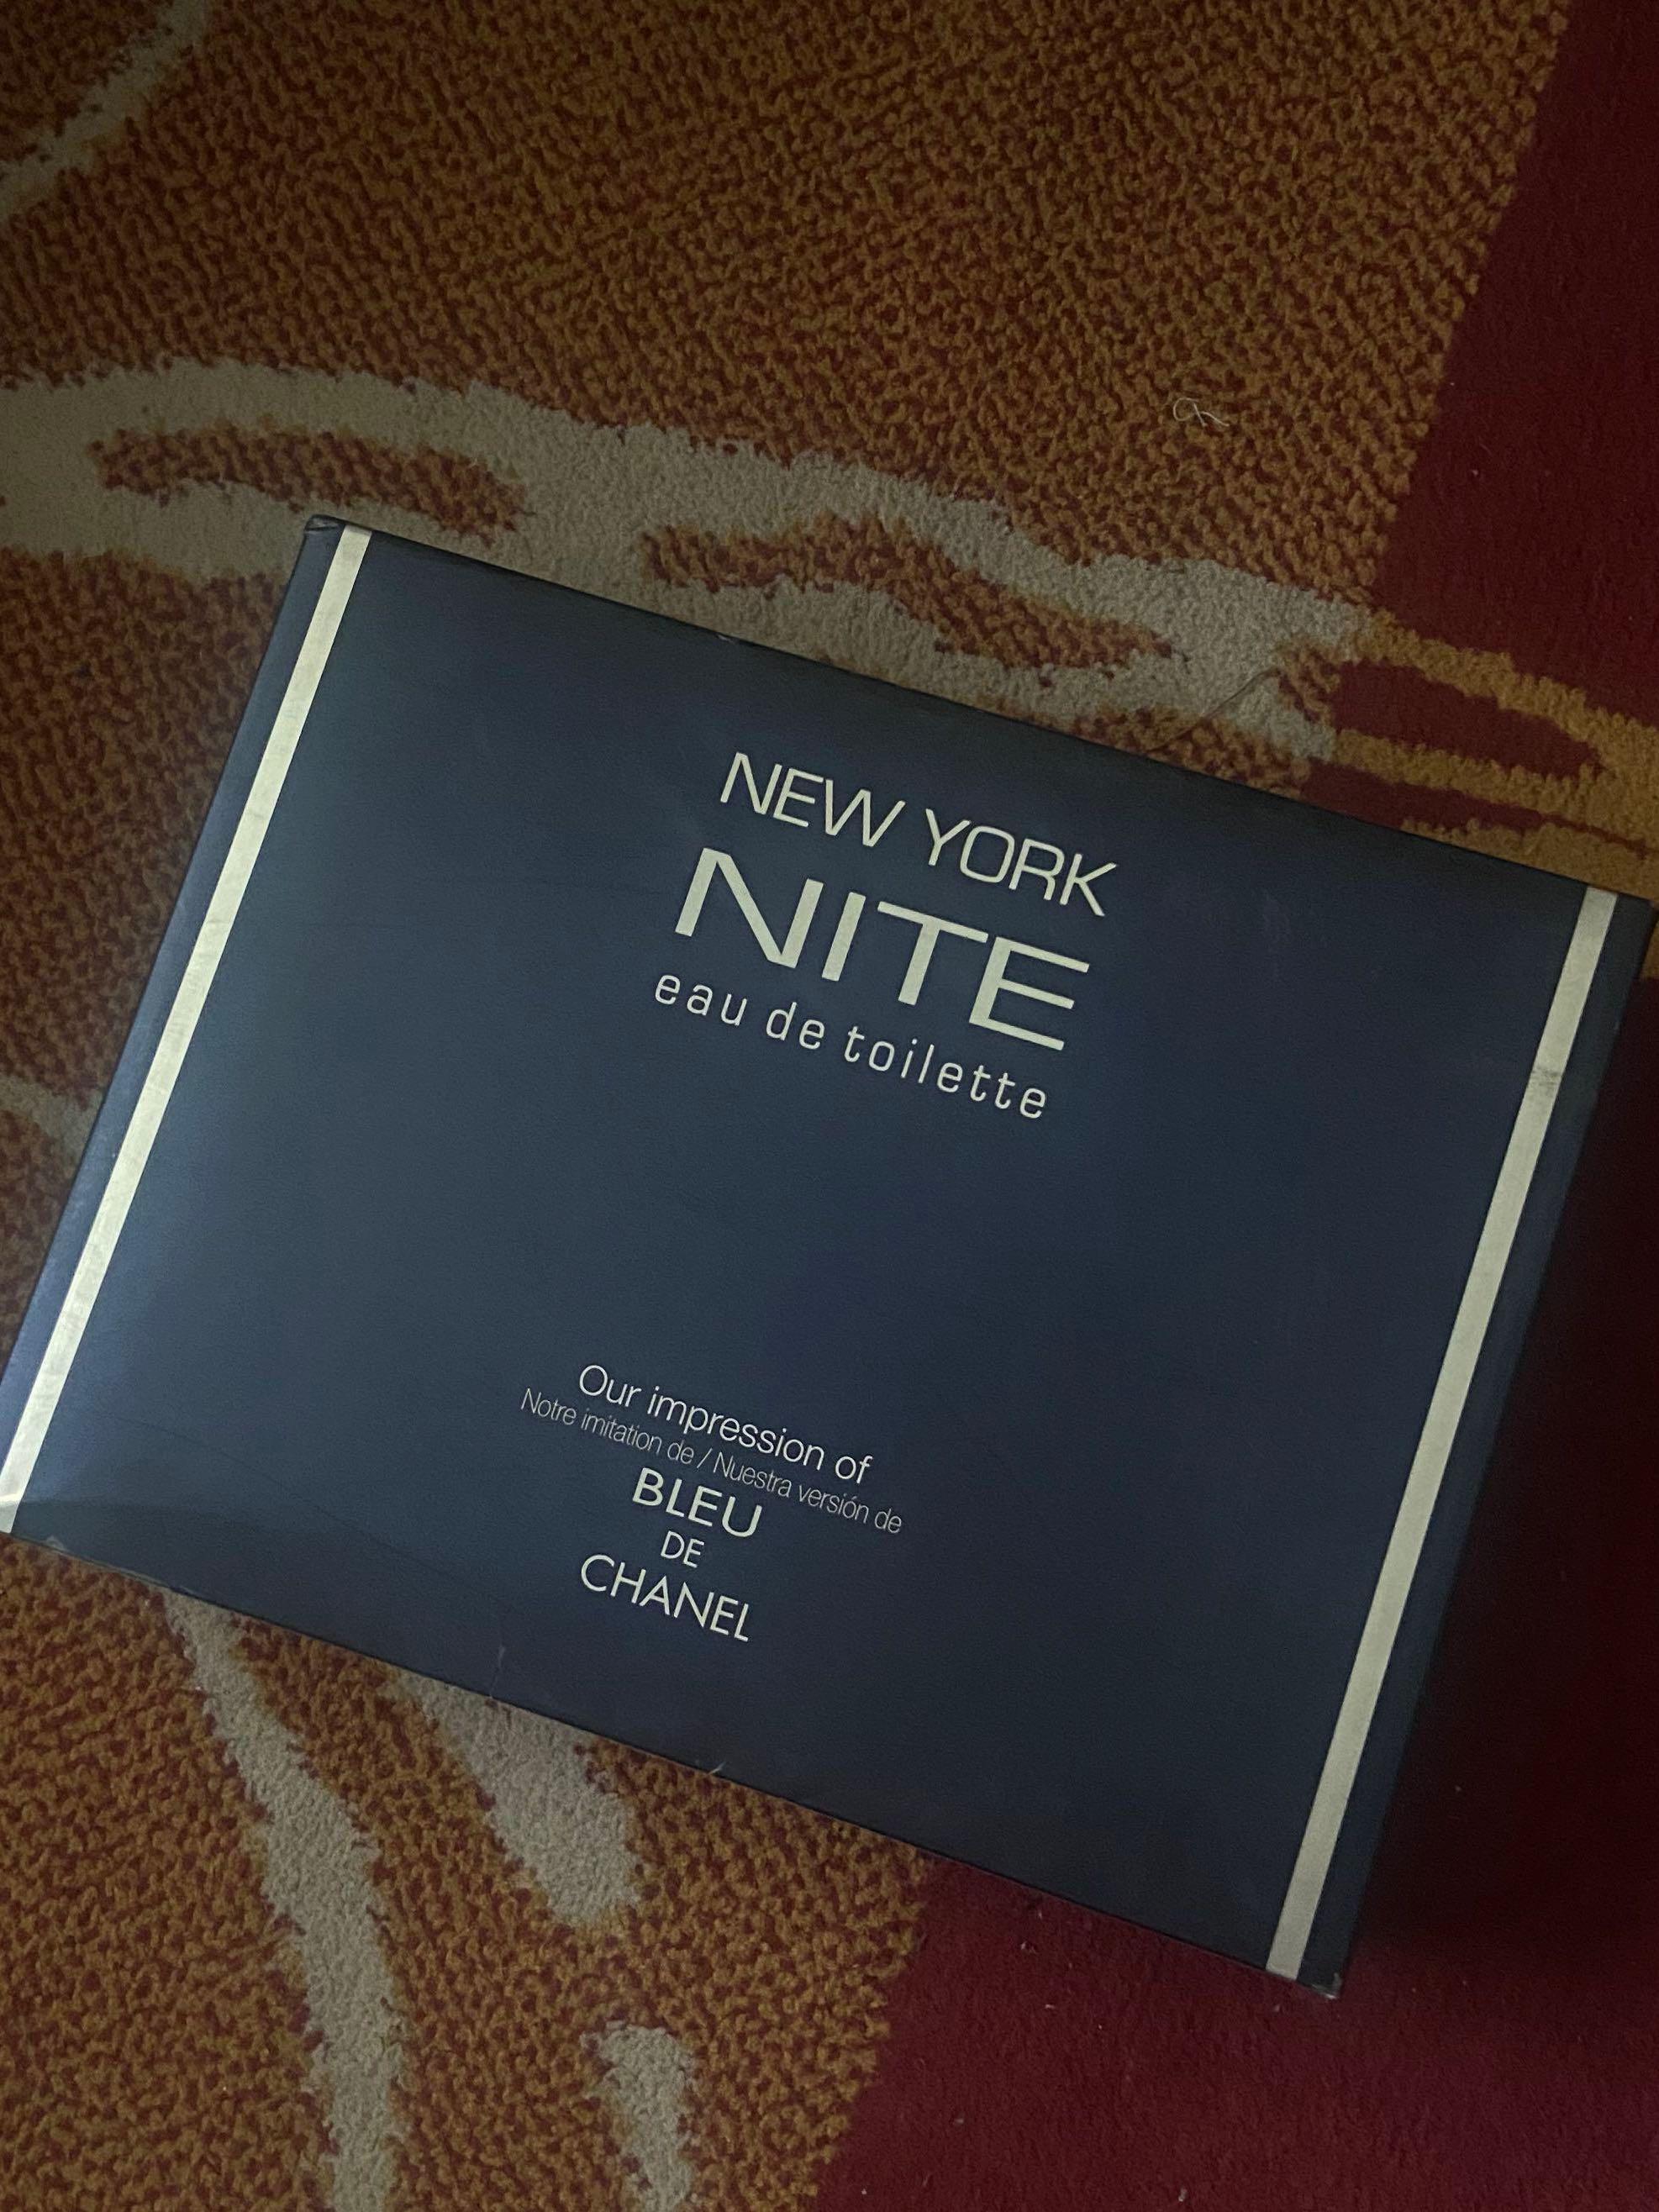 NEW YORK
NITE
eau de toilette
Our impression of
Notre imitation de / Nuestra versión de
BLEU
DE
CHANEL